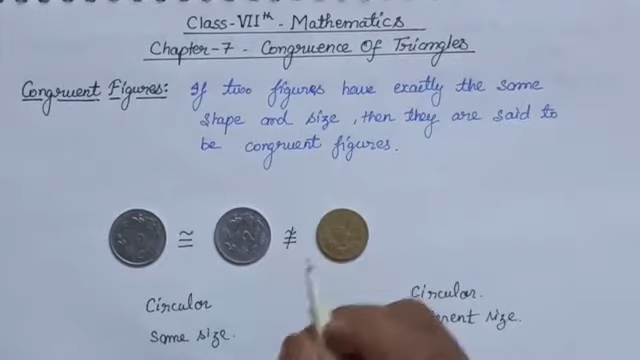 Class-VIIth - Mathematics
Chapter-7 - Congruence Of Triangles
Congruent Figures: If two figures have exactly the same
shape and size, then they are said to
be congruent figures.
≅ ≇
Circular
Same size.
Circular.
size.